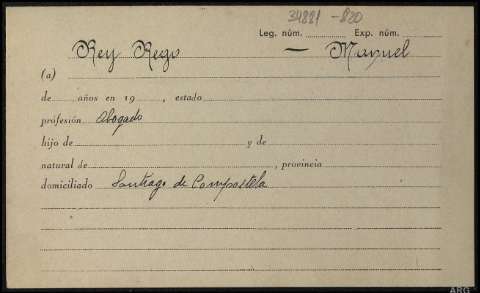 34881 - 820
Leg. núm. Exp. núm.
Rey Rego — Manuel
(a)
de años en 19 , estado
profesión Abogado
hijo de y de
natural de , provincia
domiciliado Santiago de Compostela
ARG